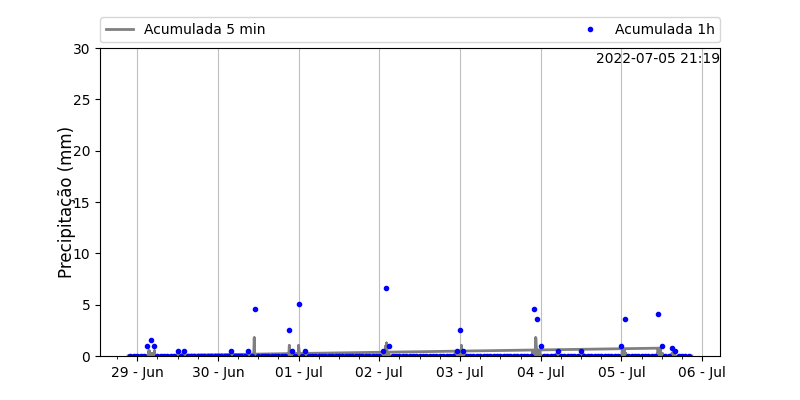 Acumulada 5 min Acumulada 1h
2022-07-05 21:19
30
25
20
15
10
5
0
Precipitação (mm)
29 - Jun 30 - Jun 01 - Jul 02 - Jul 03 - Jul 04 - Jul 05 - Jul 06 - Jul